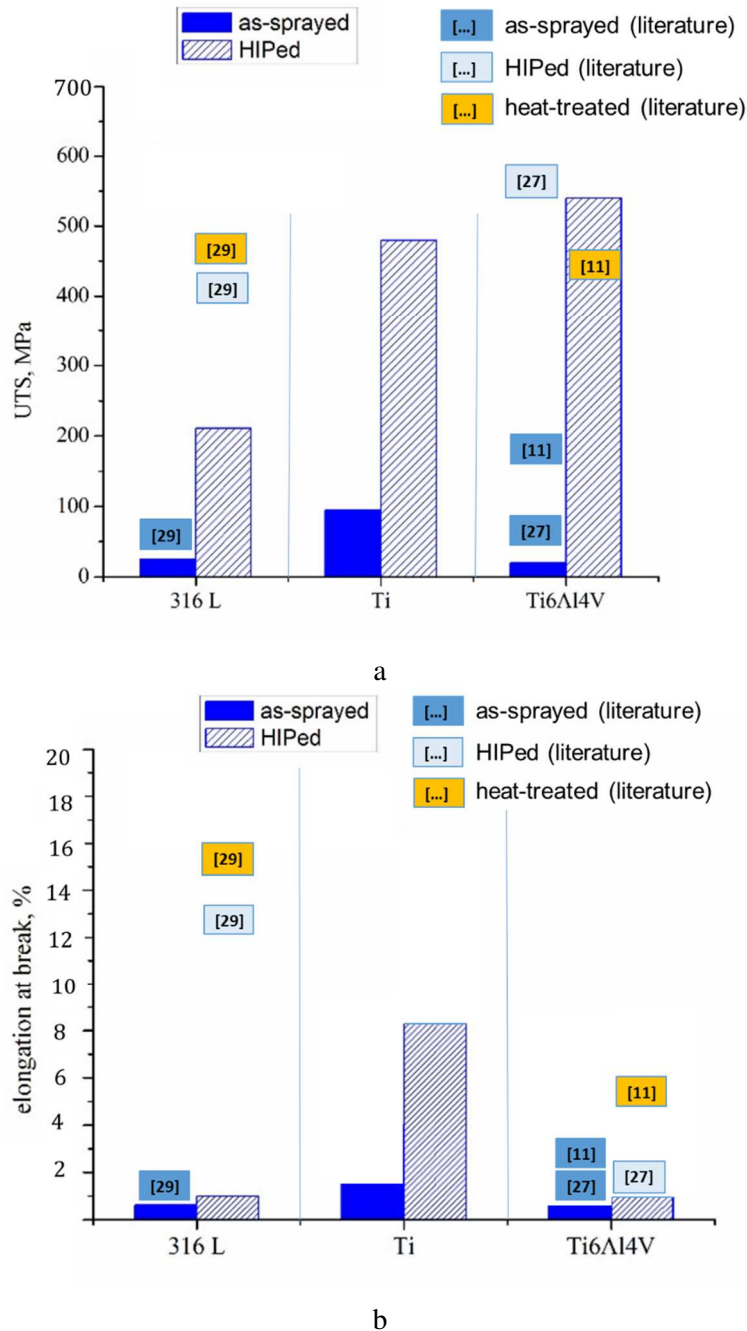 as-sprayed
HIPed
[...] as-sprayed (literature)
[...] HIPed (literature)
[...] heat-treated (literature)
UTS, MPa
700
600
500
400
300
200
100
0
[29]
[29]
[29]
[27]
[11]
[11]
[27]
316 L Ti Ti6Al4V
a
as-sprayed
HIPed
[...] as-sprayed (literature)
[...] HIPed (literature)
[...] heat-treated (literature)
elongation at break, %
20
18
16
14
12
10
8
6
4
2
[29]
[29]
[29]
[11]
[11]
[27]
[27]
316 L Ti Ti6Al4V
b